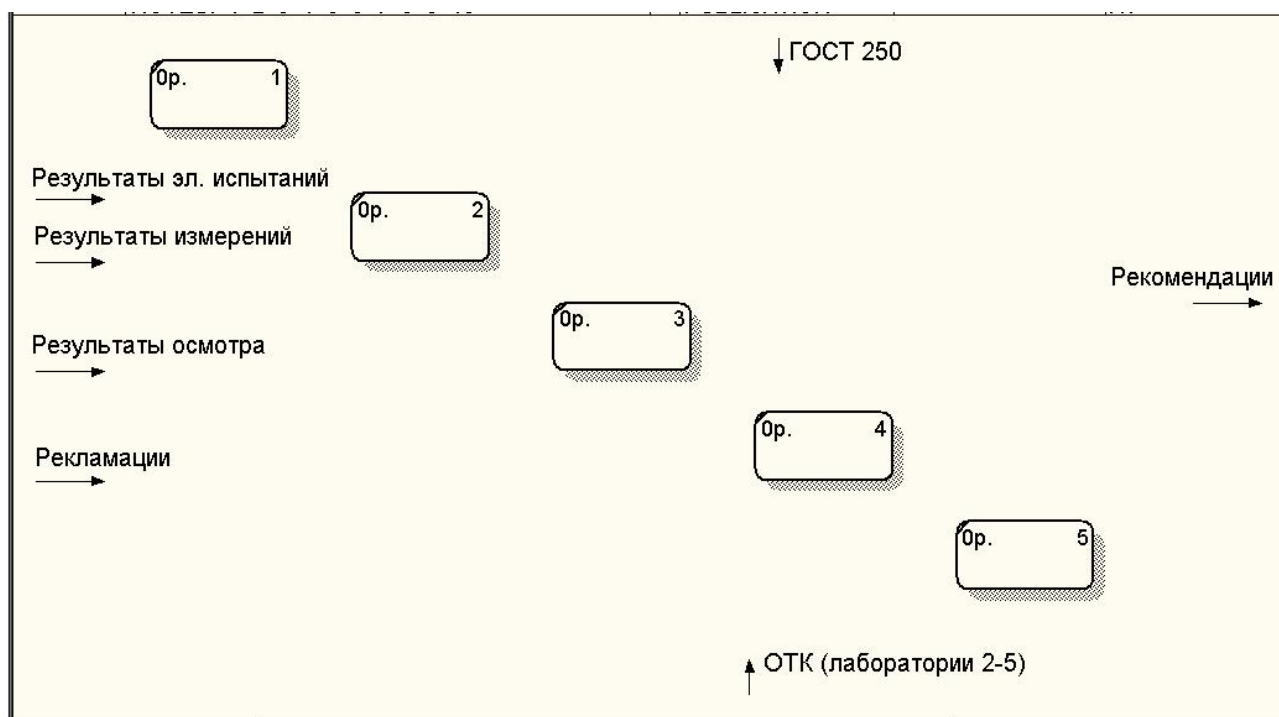 0р. 1
ГОСТ 250
Результаты эл. испытаний
0р. 2
Результаты измерений
Рекомендации
0р. 3
Результаты осмотра
0р. 4
Рекламации
0р. 5
ОТК (лаборатории 2-5)